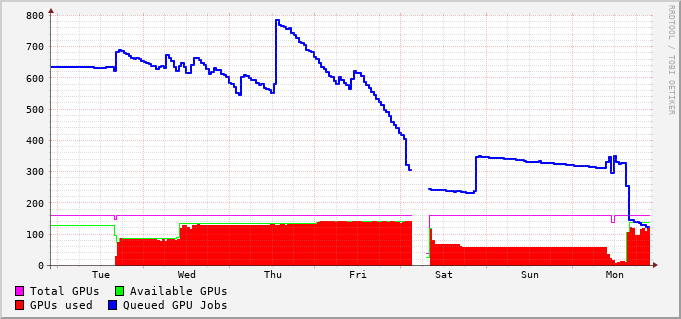 800
700
600
500
400
300
200
100
0
Tue Wed Thu Fri Sat Sun Mon
Total GPUs Available GPUs
GPUs used Queued GPU Jobs
RRDTOOL / TOBI OETIKER